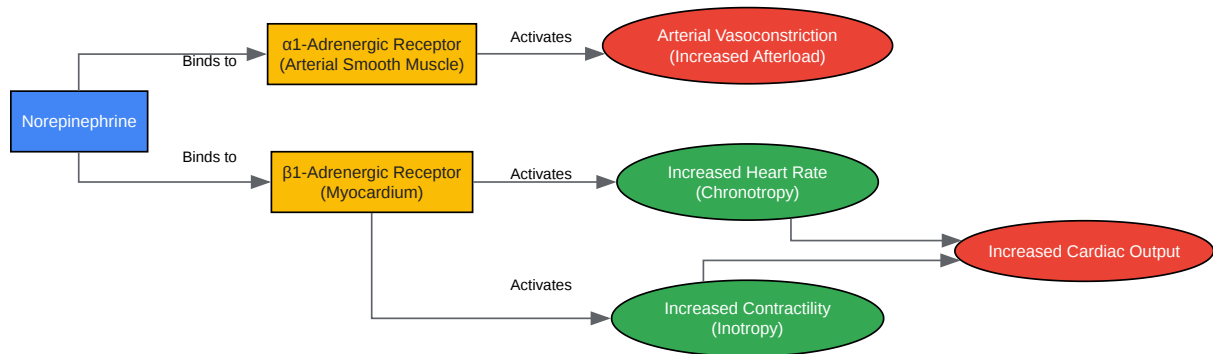 Norepinephrine
Binds to
α1-Adrenergic Receptor
(Arterial Smooth Muscle)
Activates
Arterial Vasoconstriction
(Increased Afterload)
Binds to
β1-Adrenergic Receptor
(Myocardium)
Activates
Increased Heart Rate
(Chronotropy)
Activates
Increased Contractility
(Inotropy)
Increased Cardiac Output